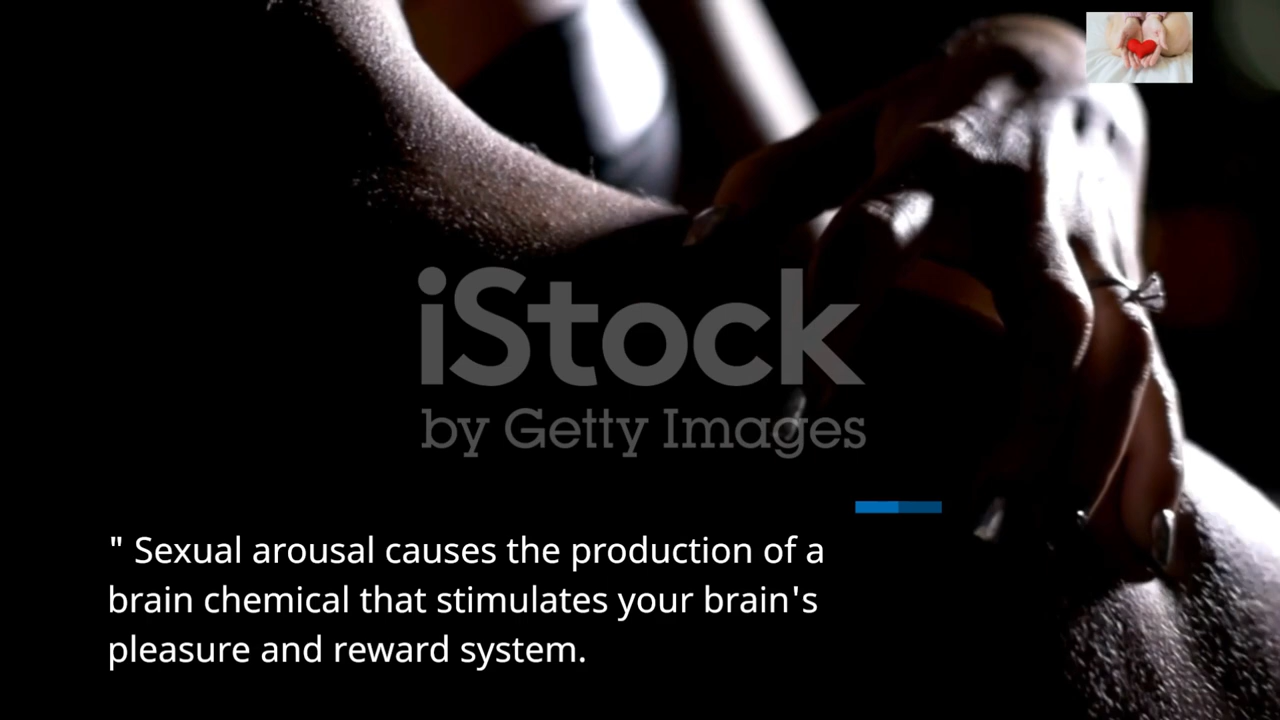 iStock
by Getty Images
" Sexual arousal causes the production of a
brain chemical that stimulates your brain's
pleasure and reward system.